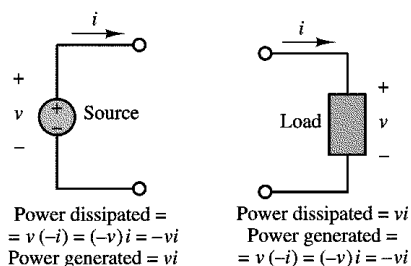 i
+
v
−
+
−
Source
Power dissipated =
= v (−i) = (−v) i = −vi
Power generated = vi
i
Load
+
v
−
Power dissipated = vi
Power generated =
= v (−i) = (−v) i = −vi